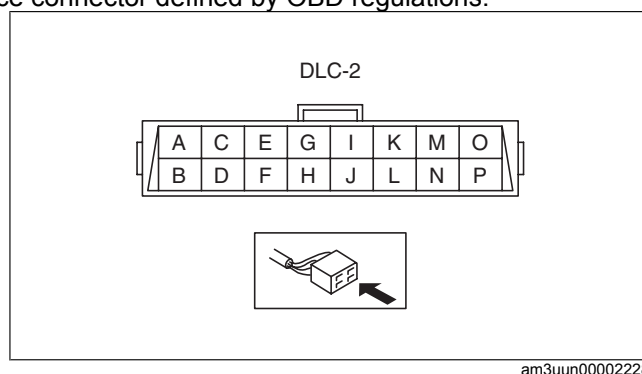 ce connector defined by OBD regulations.
DLC-2
A C E G I K M O
B D F H J L N P
am3uun0000222